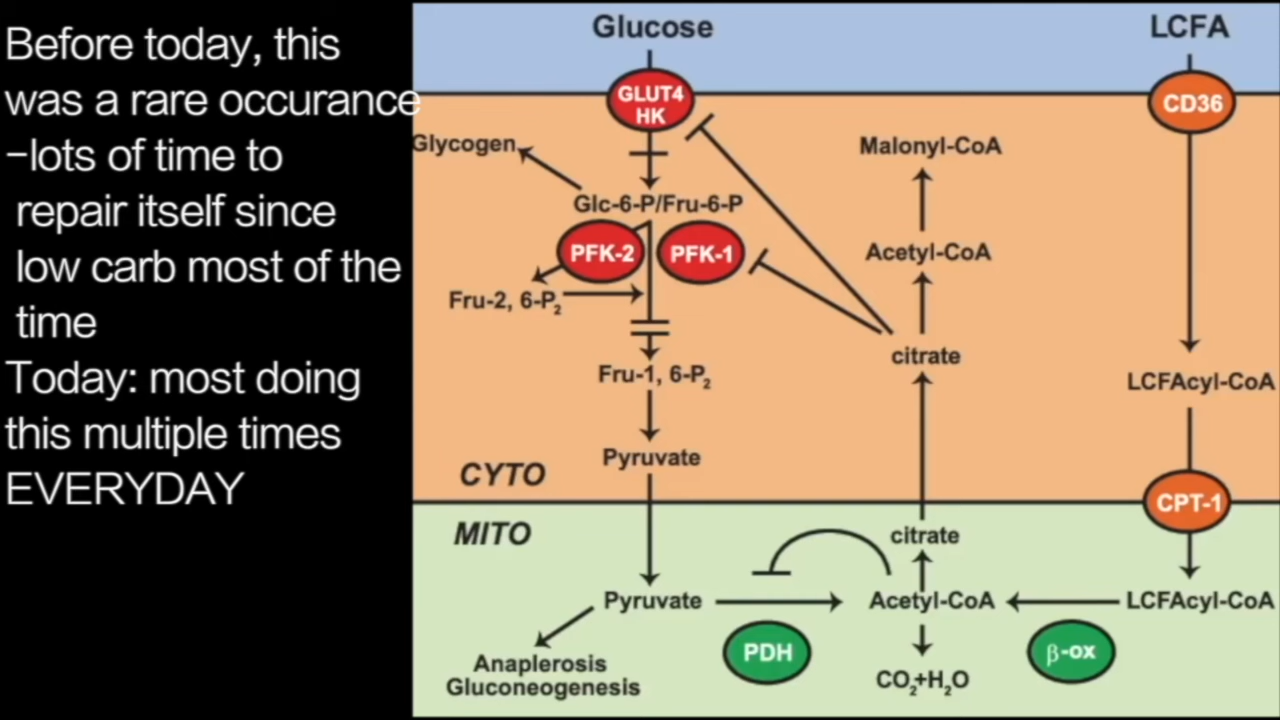 Before today, this
was a rare occurance
-lots of time to
repair itself since
low carb most of the
time
Today: most doing
this multiple times
EVERYDAY
Glucose
LCFA
GLUT4
HK
CD36
Glycogen
Malonyl-CoA
Glc-6-P/Fru-6-P
PFK-2
PFK-1
Acetyl-CoA
Fru-2, 6-P₂
citrate
Fru-1, 6-P₂
LCFAcyl-CoA
Pyruvate
CYTO
CPT-1
MITO
citrate
Pyruvate
Acetyl-CoA
LCFAcyl-CoA
PDH
β-ox
Anaplerosis
Gluconeogenesis
CO₂+H₂O